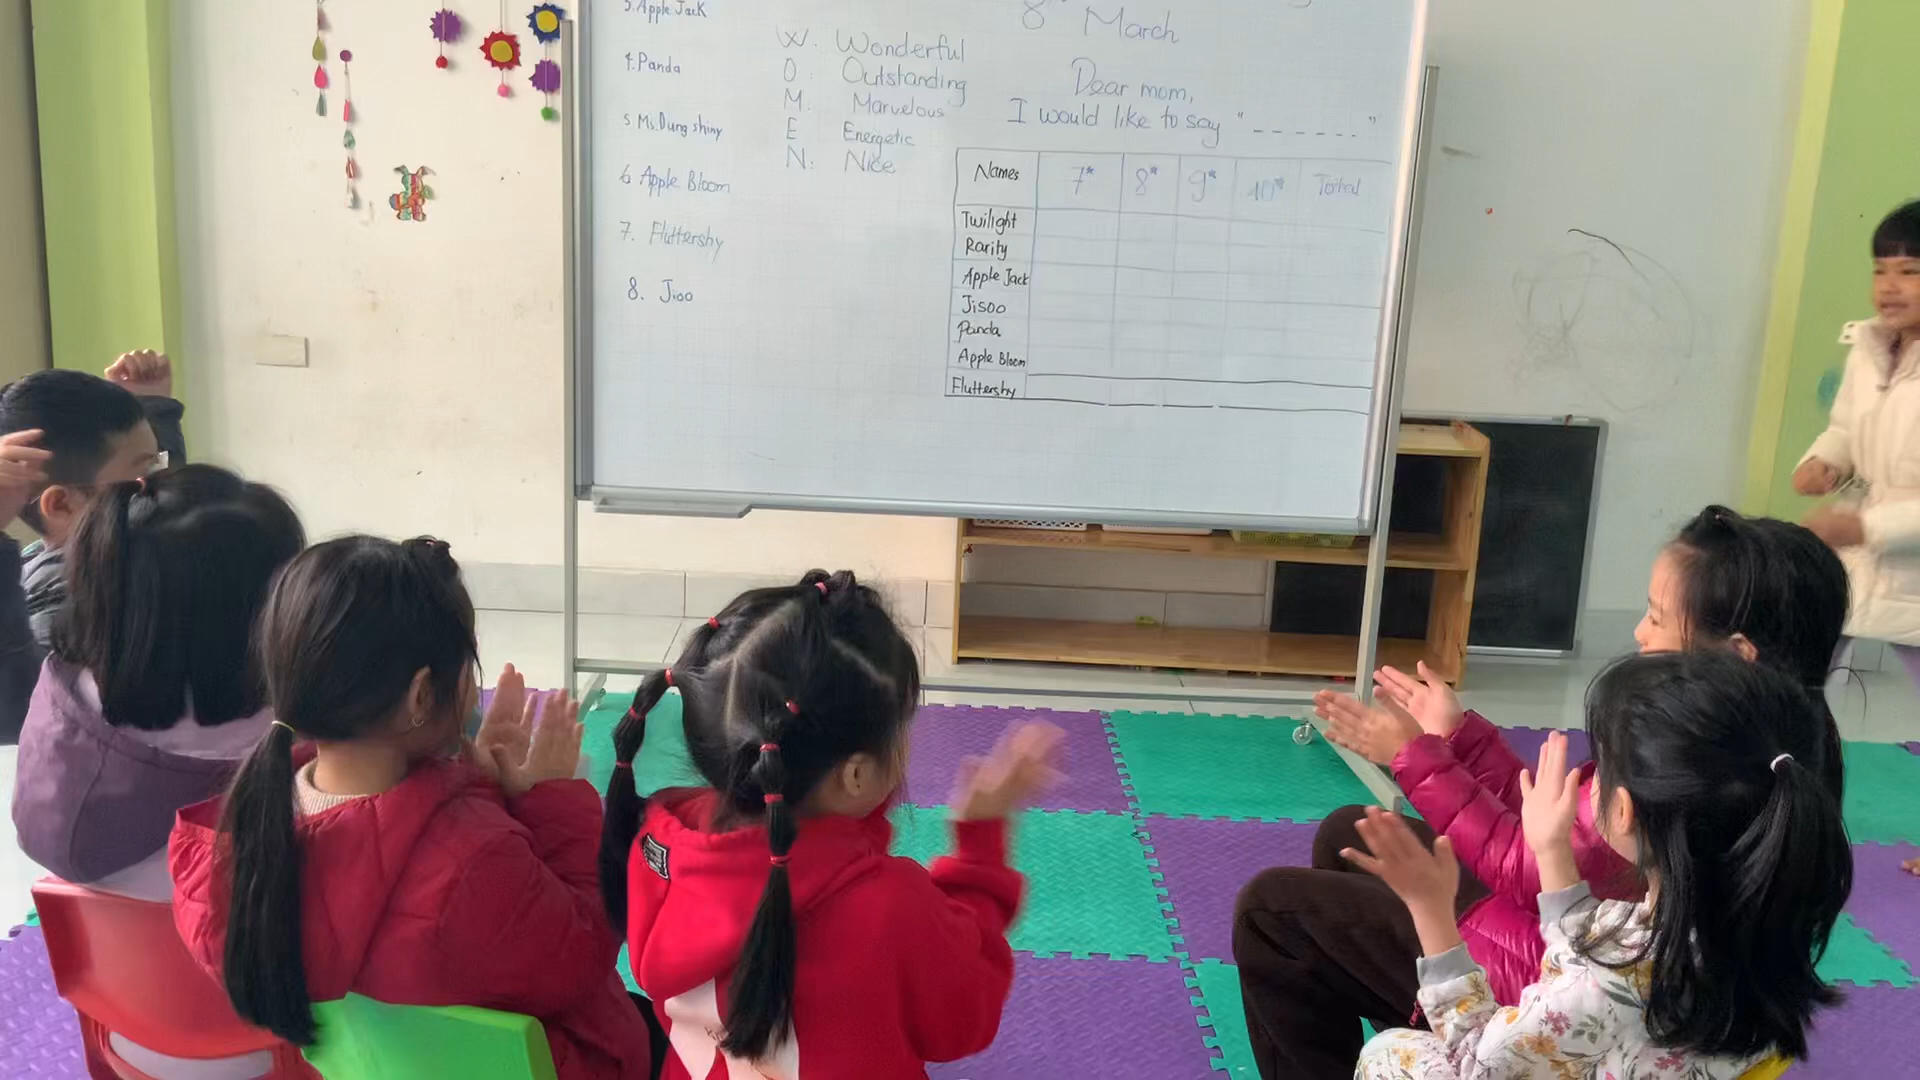 3. Apple Jack
4. Panda
5 Ms. Dung shiny
6 Apple Bloom
7. Fluttershy
8. Jioo
W. Wonderful
O: Outstanding
M: Marvelous
E Energetic
N: Nice
8 March
Dear mom,
I would like to say "------"
Names 7* 8* 9* 10* Total
Twilight
Rarity
Apple Jack
Jisoo
Panda
Apple Bloom
Fluttershy